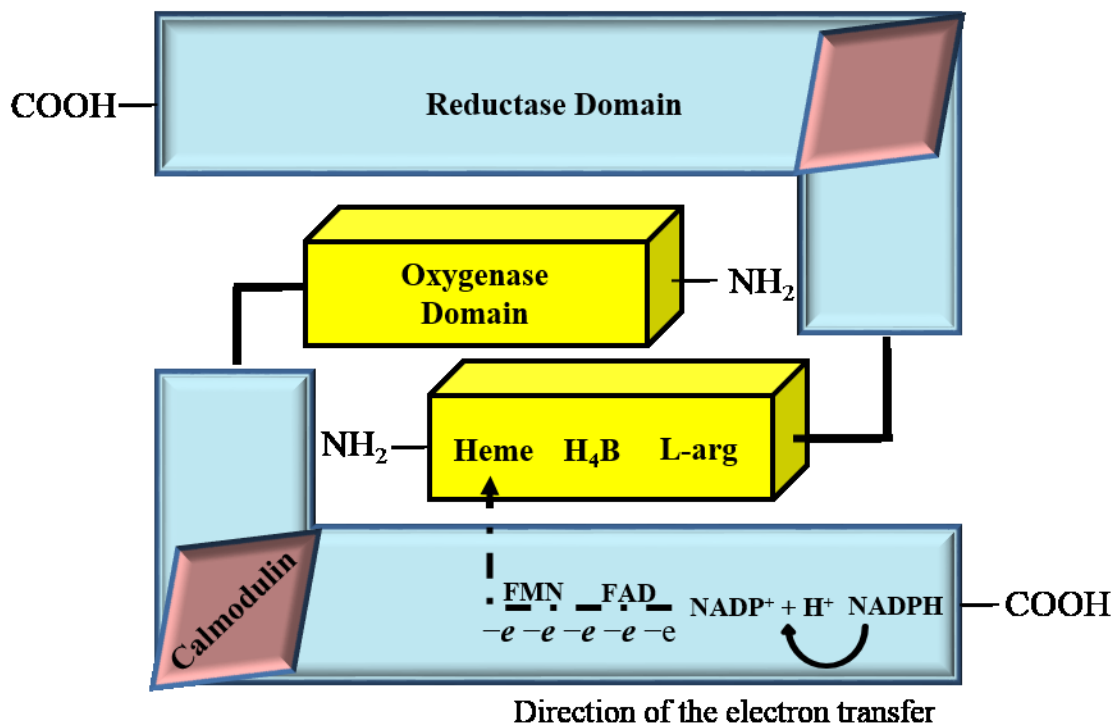 COOH
Reductase Domain
Oxygenase
Domain
NH₂
NH₂
Heme H₄B L-arg
Calmodulin
FMN FAD
NADP⁺ + H⁺ NADPH
COOH
–e –e –e –e –e
Direction of the electron transfer